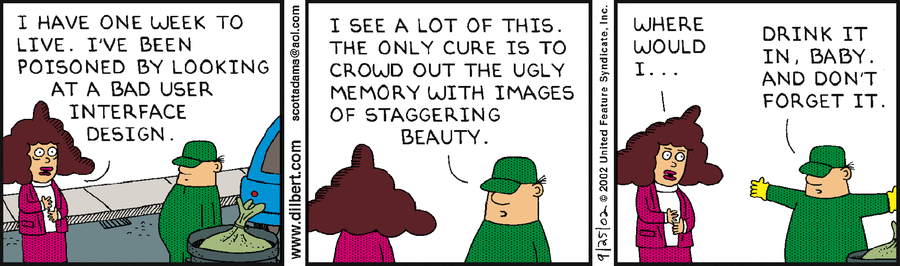 I HAVE ONE WEEK TO
LIVE. I'VE BEEN
POISONED BY LOOKING
AT A BAD USER
INTERFACE
DESIGN.
www.dilbert.com
scottadams@aol.com
I SEE A LOT OF THIS.
THE ONLY CURE IS TO
CROWD OUT THE UGLY
MEMORY WITH IMAGES
OF STAGGERING
BEAUTY.
9/25/02 © 2002 United Feature Syndicate, Inc.
WHERE
WOULD
I...
DRINK IT
IN, BABY.
AND DON'T
FORGET IT.